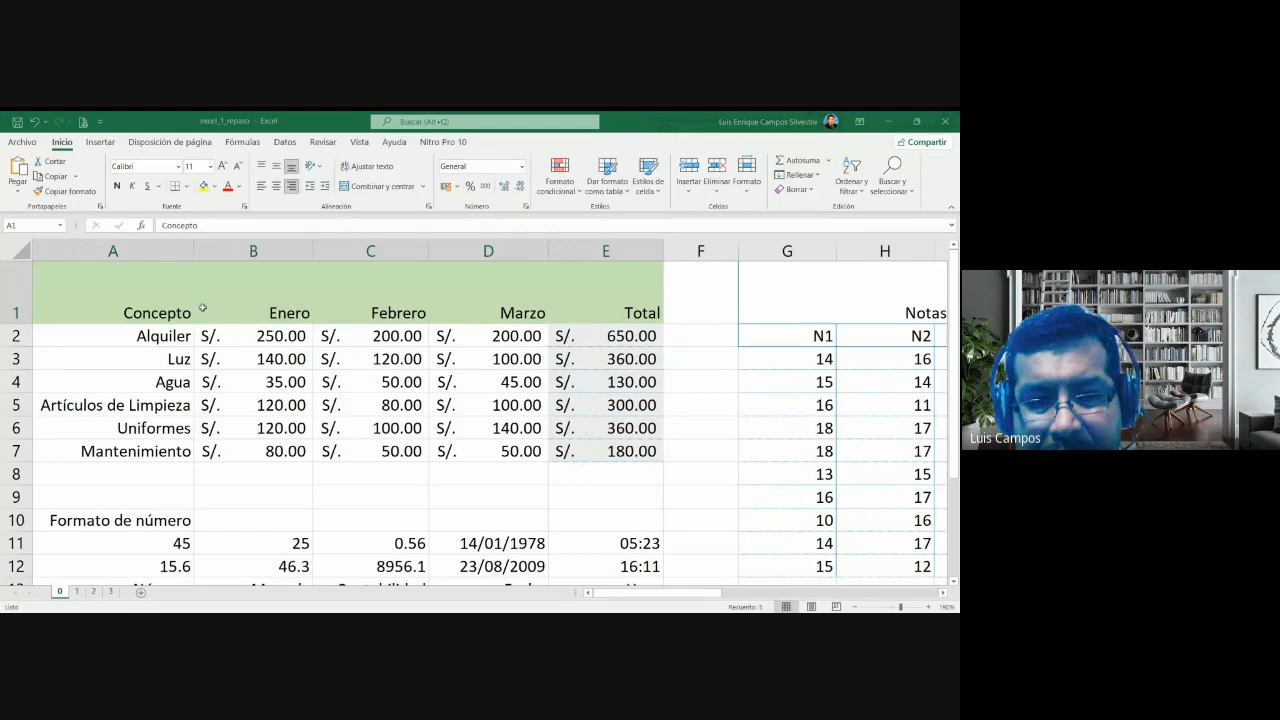 excel_1_repaso - Excel
Buscar (Alt+Q)
Luis Enrique Campos Silvestre
Archivo Inicio Insertar Disposición de página Fórmulas Datos Revisar Vista Ayuda Nitro Pro 10 Compartir
Pegar
Cortar
Copiar
Copiar formato
Portapapeles
Calibri 11
N K S
Fuente
Ajustar texto
Combinar y centrar
Alineación
General
% 000
Número
Formato condicional
Dar formato como tabla
Estilos de celda
Estilos
Insertar Eliminar Formato
Celdas
Autosuma
Rellenar
Borrar
Ordenar y filtrar
Buscar y seleccionar
Edición
A1 fx Concepto
A B C D E F G H
1 Concepto Enero Febrero Marzo Total Notas
2 Alquiler S/. 250.00 S/. 200.00 S/. 200.00 S/. 650.00 N1 N2
3 Luz S/. 140.00 S/. 120.00 S/. 100.00 S/. 360.00 14 16
4 Agua S/. 35.00 S/. 50.00 S/. 45.00 S/. 130.00 15 14
5 Artículos de Limpieza S/. 120.00 S/. 80.00 S/. 100.00 S/. 300.00 16 11
6 Uniformes S/. 120.00 S/. 100.00 S/. 140.00 S/. 360.00 18 17
7 Mantenimiento S/. 80.00 S/. 50.00 S/. 50.00 S/. 180.00 18 17
8 13 15
9 16 17
10 Formato de número 10 16
11 45 25 0.56 14/01/1978 05:23 14 17
12 15.6 46.3 8956.1 23/08/2009 16:11 15 12
0 1 2 3
Listo Recuento: 5 190%
Luis Campos